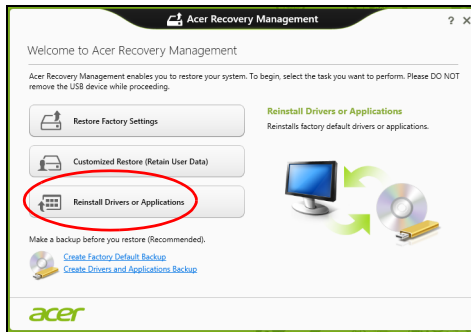 Acer Recovery Management
? X
Welcome to Acer Recovery Management
Acer Recovery Management enables you to restore your system. To begin, select the task you want to perform. Please DO NOT
remove the USB device while proceeding.
Restore Factory Settings
Customized Restore (Retain User Data)
Reinstall Drivers or Applications
Reinstall Drivers or Applications
Reinstalls factory default drivers or applications.
Make a backup before you restore (Recommended).
Create Factory Default Backup
Create Drivers and Applications Backup
acer